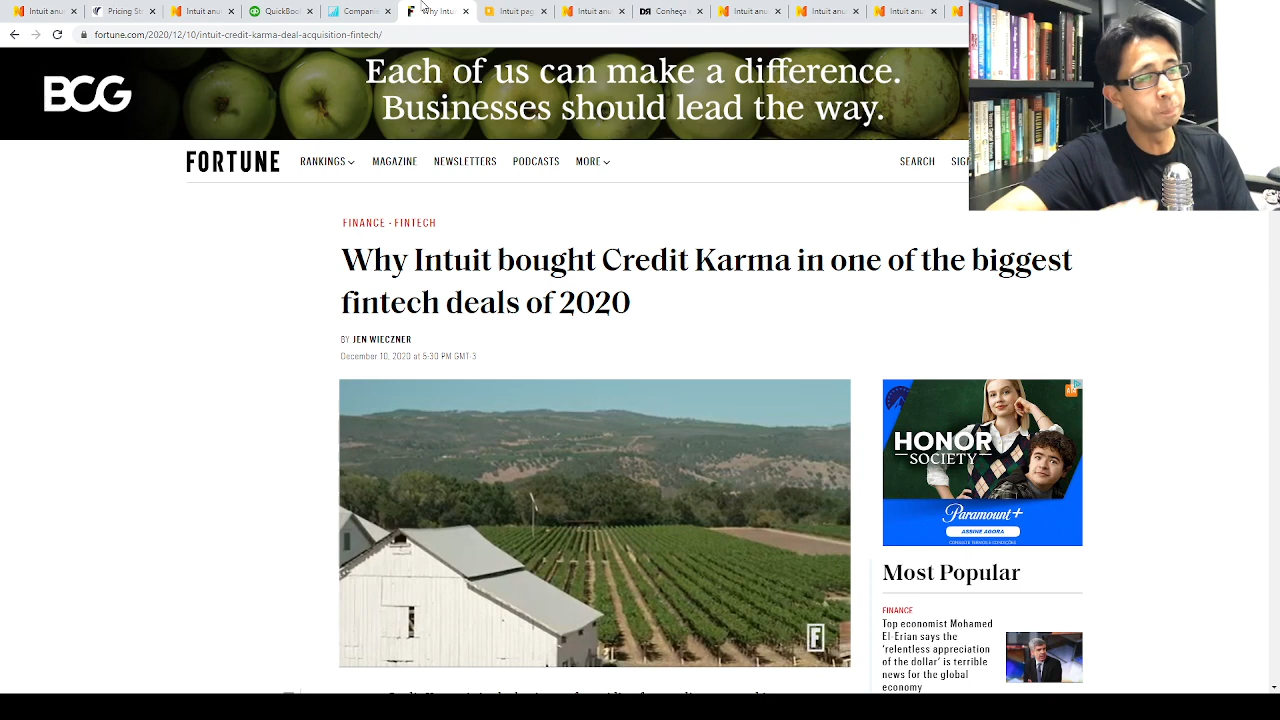 Intuit anu
Pricing St
Intuit anu
QuickBoo
Companie
Why Intu
Intuit pag
Intuit anu
DR
Conheça
Intuit anu
Intuit anu
Intuit anu
fortune.com/2020/12/10/intuit-credit-karma-deal-acquisition-fintech/
BCG
Each of us can make a difference.
Businesses should lead the way.
FORTUNE
RANKINGS
MAGAZINE
NEWSLETTERS
PODCASTS
MORE
SEARCH
SIG
FINANCE - FINTECH
Why Intuit bought Credit Karma in one of the biggest
fintech deals of 2020
BY JEN WIECZNER
December 10, 2020 at 5:30 PM GMT-3
F
HONOR
SOCIETY
Paramount+
ASSINE AGORA
CONSULTE TERMOS E CONDIÇÕES
Most Popular
FINANCE
Top economist Mohamed
El-Erian says the
‘relentless appreciation
of the dollar’ is terrible
news for the global
economy
VALUATION